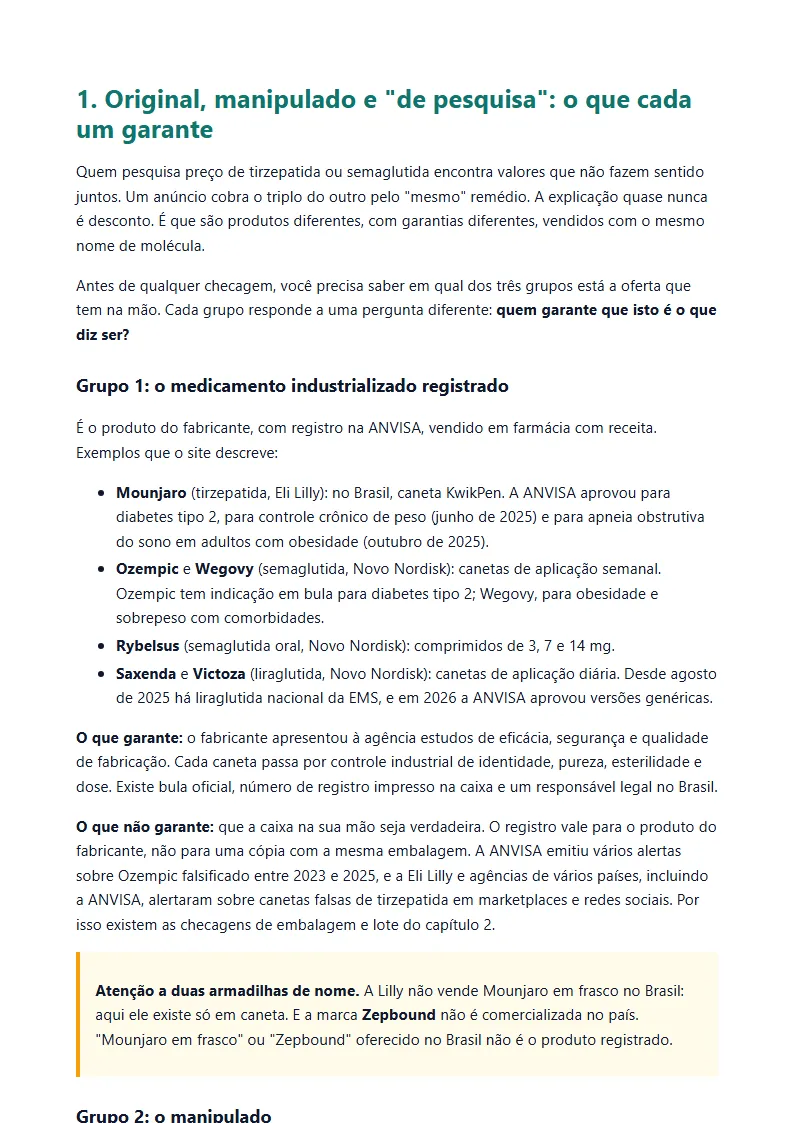 1. Original, manipulado e "de pesquisa": o que cada
um garante
Quem pesquisa preço de tirzepatida ou semaglutida encontra valores que não fazem sentido
juntos. Um anúncio cobra o triplo do outro pelo "mesmo" remédio. A explicação quase nunca
é desconto. É que são produtos diferentes, com garantias diferentes, vendidos com o mesmo
nome de molécula.
Antes de qualquer checagem, você precisa saber em qual dos três grupos está a oferta que
tem na mão. Cada grupo responde a uma pergunta diferente: quem garante que isto é o que
diz ser?
Grupo 1: o medicamento industrializado registrado
É o produto do fabricante, com registro na ANVISA, vendido em farmácia com receita.
Exemplos que o site descreve:
• Mounjaro (tirzepatida, Eli Lilly): no Brasil, caneta KwikPen. A ANVISA aprovou para
diabetes tipo 2, para controle crônico de peso (junho de 2025) e para apneia obstrutiva
do sono em adultos com obesidade (outubro de 2025).
• Ozempic e Wegovy (semaglutida, Novo Nordisk): canetas de aplicação semanal.
Ozempic tem indicação em bula para diabetes tipo 2; Wegovy, para obesidade e
sobrepeso com comorbidades.
• Rybelsus (semaglutida oral, Novo Nordisk): comprimidos de 3, 7 e 14 mg.
• Saxenda e Victoza (liraglutida, Novo Nordisk): canetas de aplicação diária. Desde agosto
de 2025 há liraglutida nacional da EMS, e em 2026 a ANVISA aprovou versões genéricas.
O que garante: o fabricante apresentou à agência estudos de eficácia, segurança e qualidade
de fabricação. Cada caneta passa por controle industrial de identidade, pureza, esterilidade e
dose. Existe bula oficial, número de registro impresso na caixa e um responsável legal no Brasil.
O que não garante: que a caixa na sua mão seja verdadeira. O registro vale para o produto do
fabricante, não para uma cópia com a mesma embalagem. A ANVISA emitiu vários alertas
sobre Ozempic falsificado entre 2023 e 2025, e a Eli Lilly e agências de vários países, incluindo
a ANVISA, alertaram sobre canetas falsas de tirzepatida em marketplaces e redes sociais. Por
isso existem as checagens de embalagem e lote do capítulo 2.
Atenção a duas armadilhas de nome. A Lilly não vende Mounjaro em frasco no Brasil:
aqui ele existe só em caneta. E a marca Zepbound não é comercializada no país.
"Mounjaro em frasco" ou "Zepbound" oferecido no Brasil não é o produto registrado.
Grupo 2: o manipulado